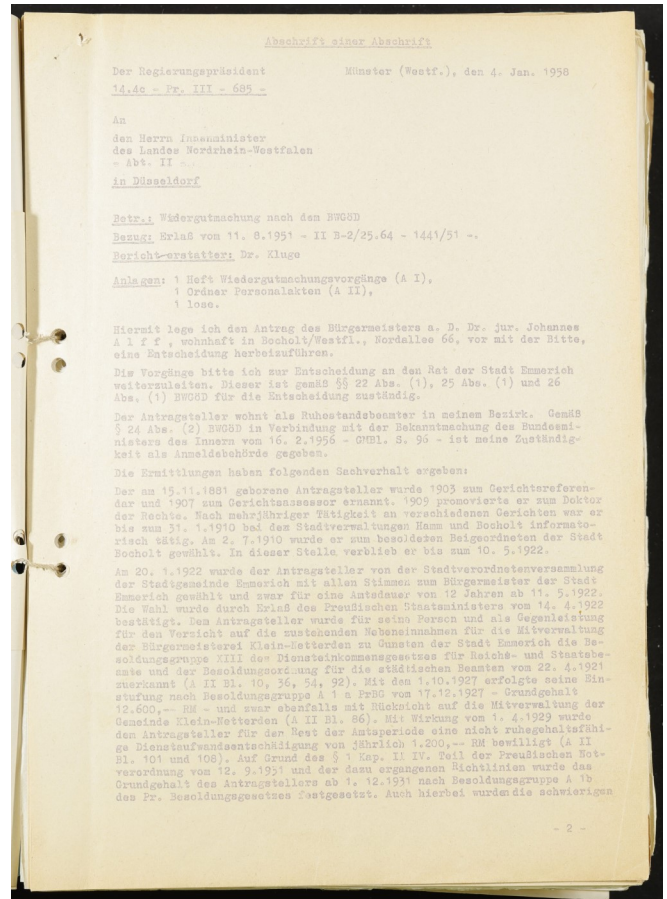 Abschrift einer Abschrift
Der Regierungspräsident Münster (Westf.), den 4. Jan. 1958
14.4c - Pr. III - 685 -
An
den Herrn Innenminister
des Landes Nordrhein-Westfalen
- Abt. II -
in Düsseldorf
Betr.: Widergutmachung nach dem BWGöD
Bezug: Erlaß vom 11. 8.1951 - II B-2/25.64 - 1441/51 -.
Berichterstatter: Dr. Kluge
Anlagen: 1 Heft Wiedergutmachungsvorgänge (A I),
1 Ordner Personalakten (A II),
1 lose.
Hiermit lege ich den Antrag des Bürgermeisters a. D. Dr. jur. Johannes
A l f f , wohnhaft in Bocholt/Westfl., Nordallee 66, vor mit der Bitte,
eine Entscheidung herbeizuführen.
Die Vorgänge bitte ich zur Entscheidung an den Rat der Stadt Emmerich
weiterzuleiten. Dieser ist gemäß §§ 22 Abs. (1), 25 Abs. (1) und 26
Abs. (1) BWGöD für die Entscheidung zuständig.
Der Antragsteller wohnt als Ruhestandsbeamter in meinem Bezirk. Gemäß
§ 24 Abs. (2) BWGöD in Verbindung mit der Bekanntmachung des Bundesmi-
nisters des Innern vom 16. 2.1956 - GMBl. S. 96 - ist meine Zuständig-
keit als Anmeldebehörde gegeben.
Die Ermittlungen haben folgenden Sachverhalt ergeben:
Der am 15.11.1881 geborene Antragsteller wurde 1903 zum Gerichtsreferen-
dar und 1907 zum Gerichtsassessor ernannt. 1909 promovierte er zum Doktor
der Rechte. Nach mehrjähriger Tätigkeit an verschiedenen Gerichten war er
bis zum 31. 1.1910 bei den Stadtverwaltungen Hamm und Bocholt informato-
risch tätig. Am 2. 7.1910 wurde er zum besoldeten Beigeordneten der Stadt
Bocholt gewählt. In dieser Stelle verblieb er bis zum 10. 5.1922.
Am 20. 1.1922 wurde der Antragsteller von der Stadtverordnetenversammlung
der Stadtgemeinde Emmerich mit allen Stimmen zum Bürgermeister der Stadt
Emmerich gewählt und zwar für eine Amtsdauer von 12 Jahren ab 11. 5.1922.
Die Wahl wurde durch Erlaß des Preußischen Staatsministers vom 14. 4.1922
bestätigt. Dem Antragsteller wurde für seine Person und als Gegenleistung
für den Verzicht auf die zustehenden Nebeneinnahmen für die Mitverwaltung
der Bürgermeisterei Klein-Netterden zu Gunsten der Stadt Emmerich die Be-
soldungsgruppe XIII des Diensteinkommensgesetzes für Reichs- und Staatsbe-
amte und der Besoldungsordnung für die städtischen Beamten vom 22. 4.1921
zuerkannt (A II Bl. 10, 36, 54, 92). Mit dem 1.10.1927 erfolgte seine Ein-
stufung nach Besoldungsgruppe A 1 a PrBG vom 17.12.1927 - Grundgehalt
12.600,-- RM - und zwar ebenfalls mit Rücksicht auf die Mitverwaltung der
Gemeinde Klein-Netterden (A II Bl. 86). Mit Wirkung vom 1. 4.1929 wurde
dem Antragsteller für den Rest der Amtsperiode eine nicht ruhegehaltsfähi-
ge Dienstaufwandsentschädigung von jährlich 1.200,-- RM bewilligt (A II
Bl. 101 und 108). Auf Grund des § 1 Kap. II IV. Teil der Preußischen Not-
verordnung vom 12. 9.1951 und der dazu ergangenen Richtlinien wurde das
Grundgehalt des Antragstellers ab 1. 12.1931 nach Besoldungsgruppe A 1b
des Pr. Besoldungsgesetzes festgesetzt. Auch hierbei wurden die schwierigen
- 2 -